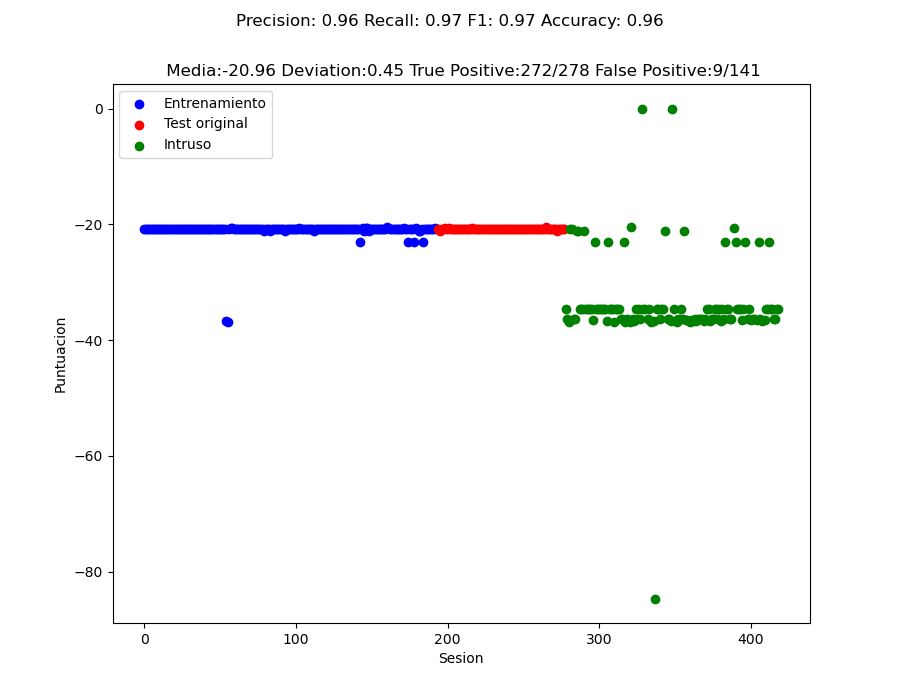 Precision: 0.96 Recall: 0.97 F1: 0.97 Accuracy: 0.96
Media:-20.96 Deviation:0.45 True Positive:272/278 False Positive:9/141
Entrenamiento
Test original
Intruso
0
−20
−40
−60
−80
Puntuacion
0 100 200 300 400
Sesion